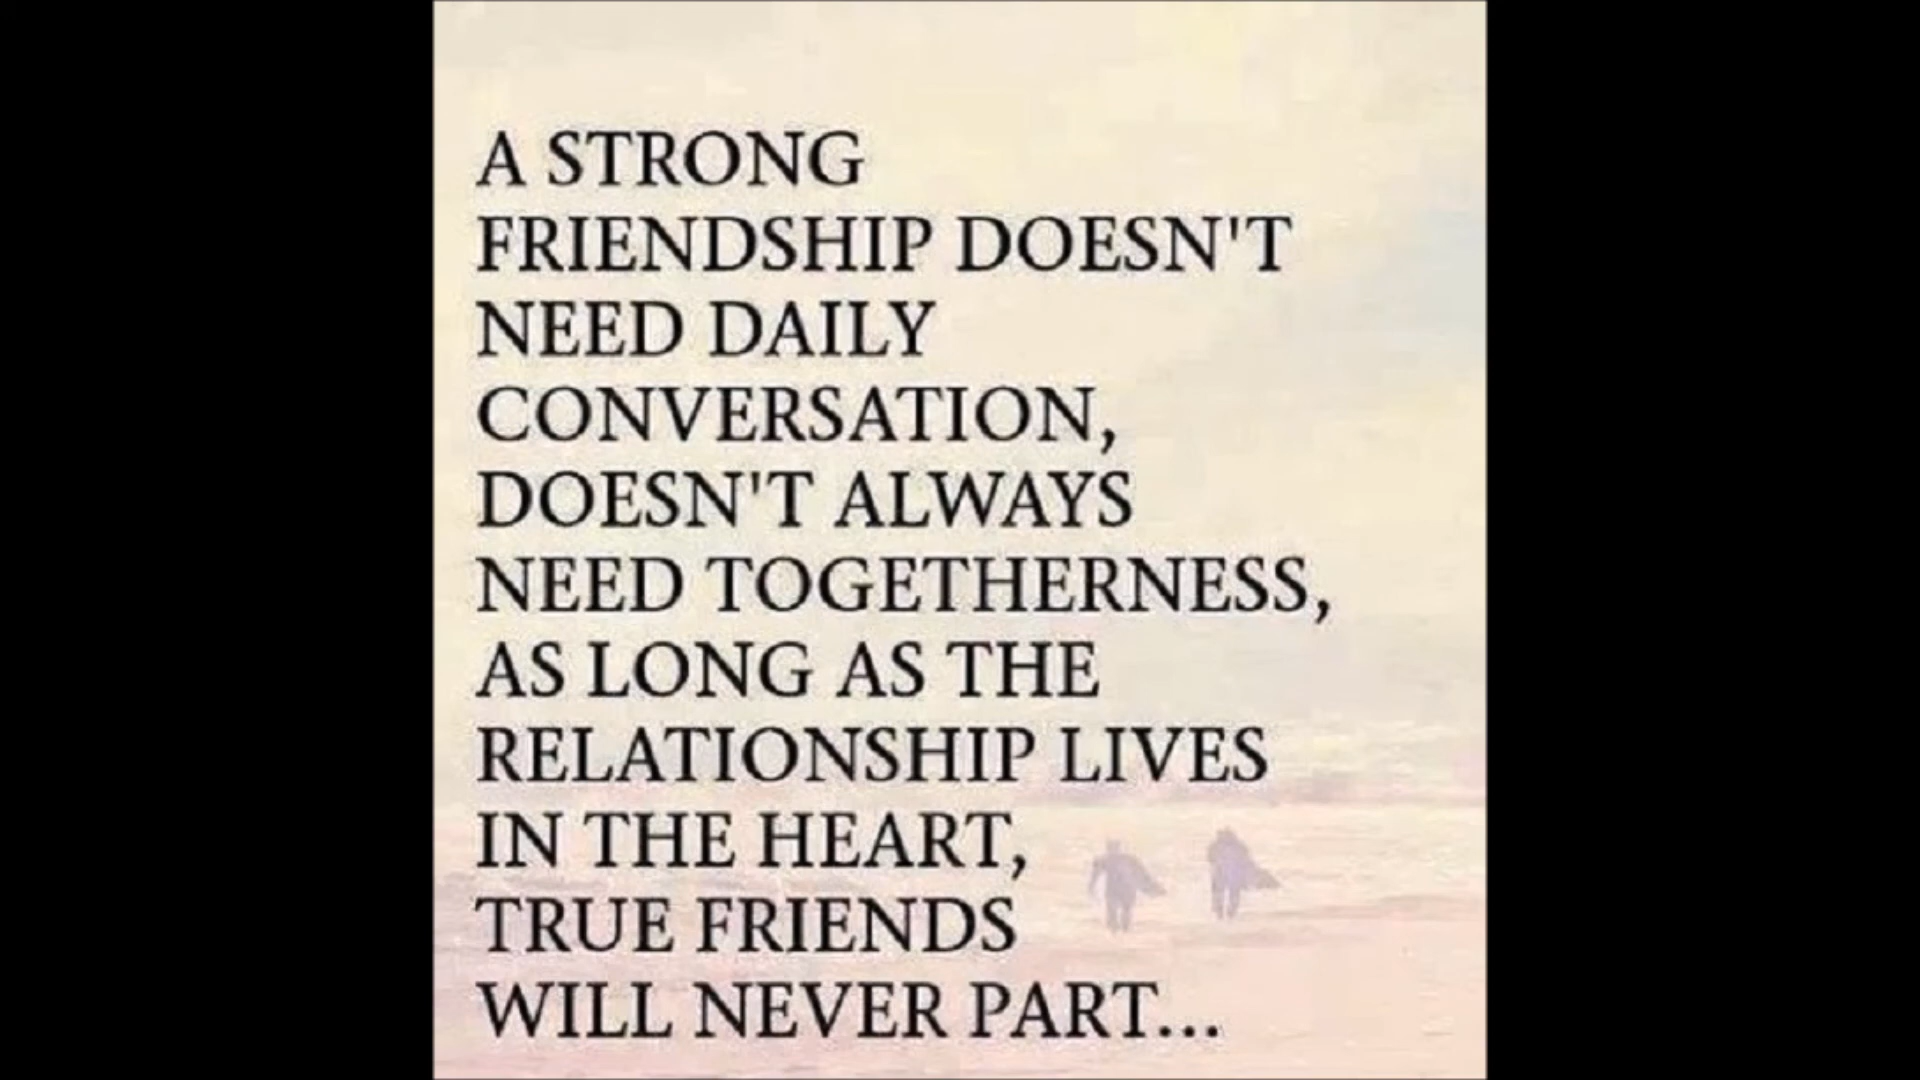 A STRONG
FRIENDSHIP DOESN'T
NEED DAILY
CONVERSATION,
DOESN'T ALWAYS
NEED TOGETHERNESS,
AS LONG AS THE
RELATIONSHIP LIVES
IN THE HEART,
TRUE FRIENDS
WILL NEVER PART...